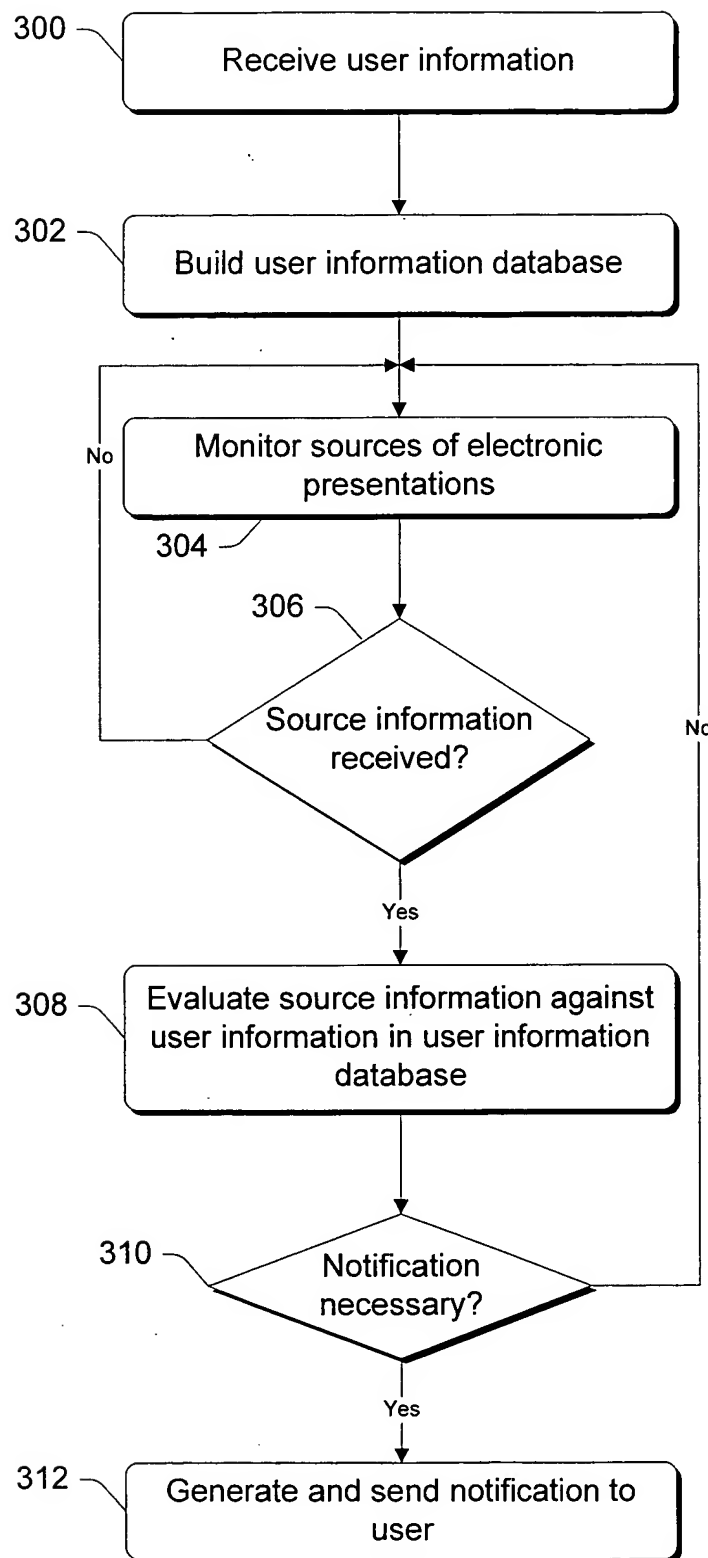 300
Receive user information
302
Build user information database
No
Monitor sources of electronic
presentations
304
306
Source information
received?
No
Yes
308
Evaluate source information against
user information in user information
database
310
Notification
necessary?
Yes
312
Generate and send notification to
user